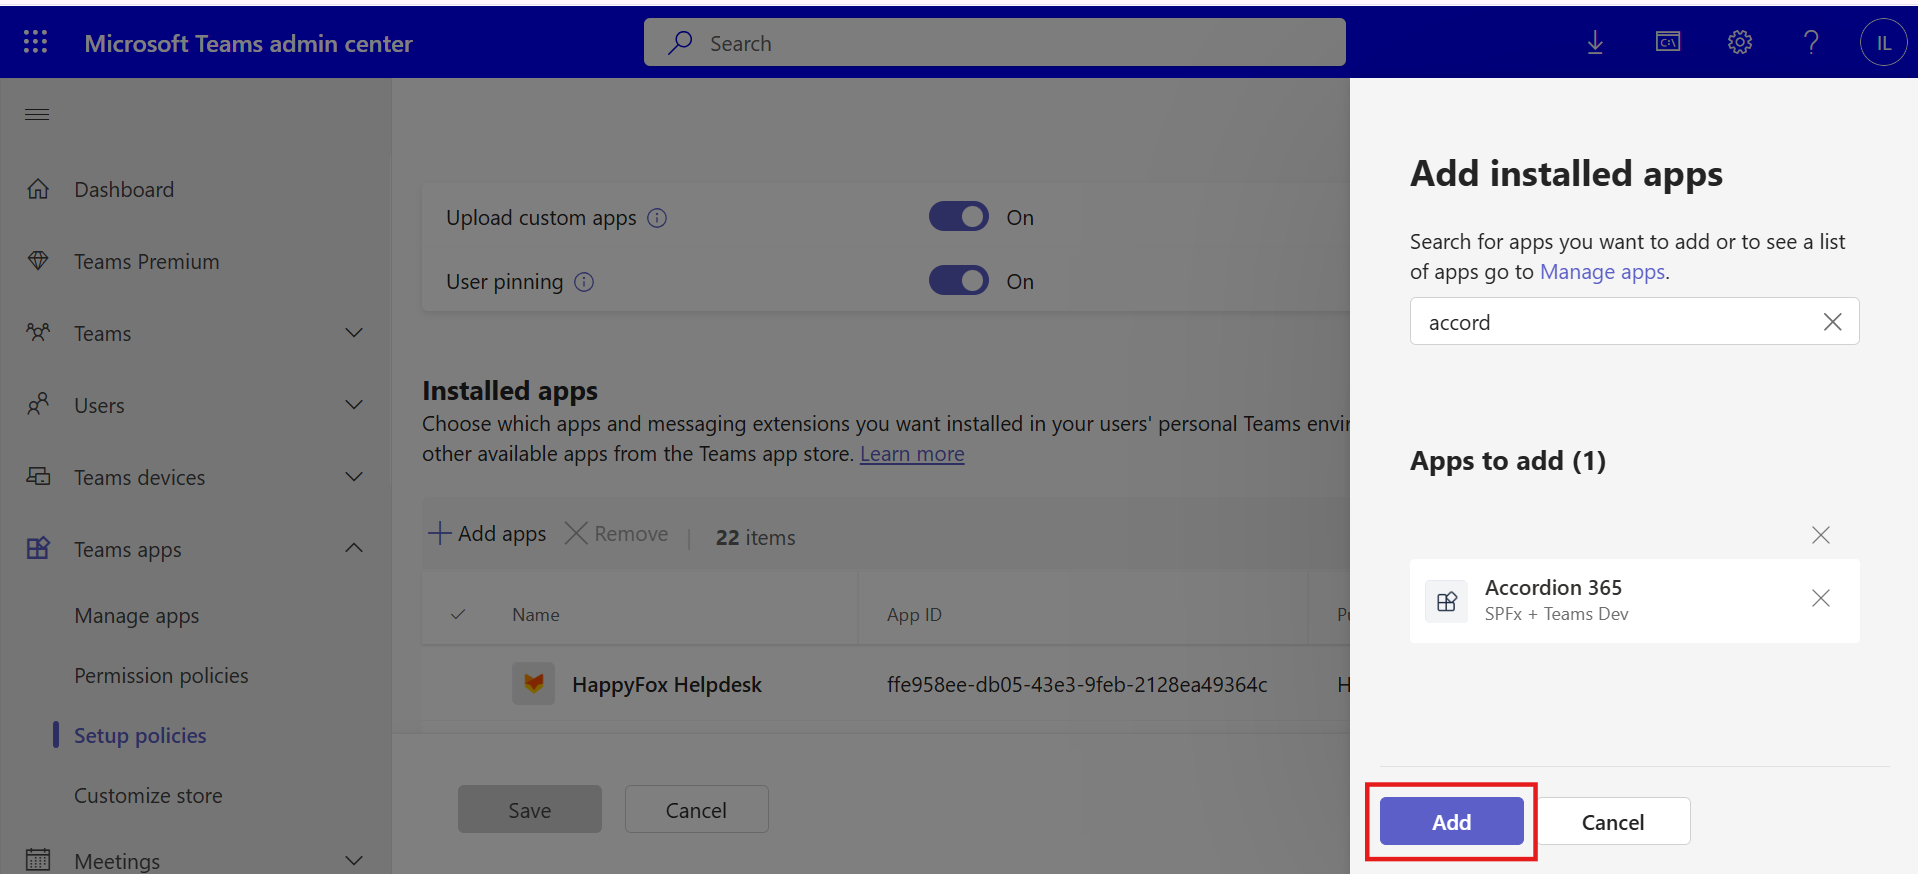 Microsoft Teams admin center
Search
C:\
?
IL
Dashboard
Teams Premium
Teams
Users
Teams devices
Teams apps
Manage apps
Permission policies
Setup policies
Customize store
Meetings
Upload custom apps
On
User pinning
On
Installed apps
Choose which apps and messaging extensions you want installed in your users' personal Teams envir
other available apps from the Teams app store. Learn more
Add apps
Remove
22 items
Name
App ID
HappyFox Helpdesk
ffe958ee-db05-43e3-9feb-2128ea49364c
H
Save
Cancel
Add installed apps
Search for apps you want to add or to see a list
of apps go to Manage apps.
accord
Apps to add (1)
Accordion 365
SPFx + Teams Dev
Add
Cancel